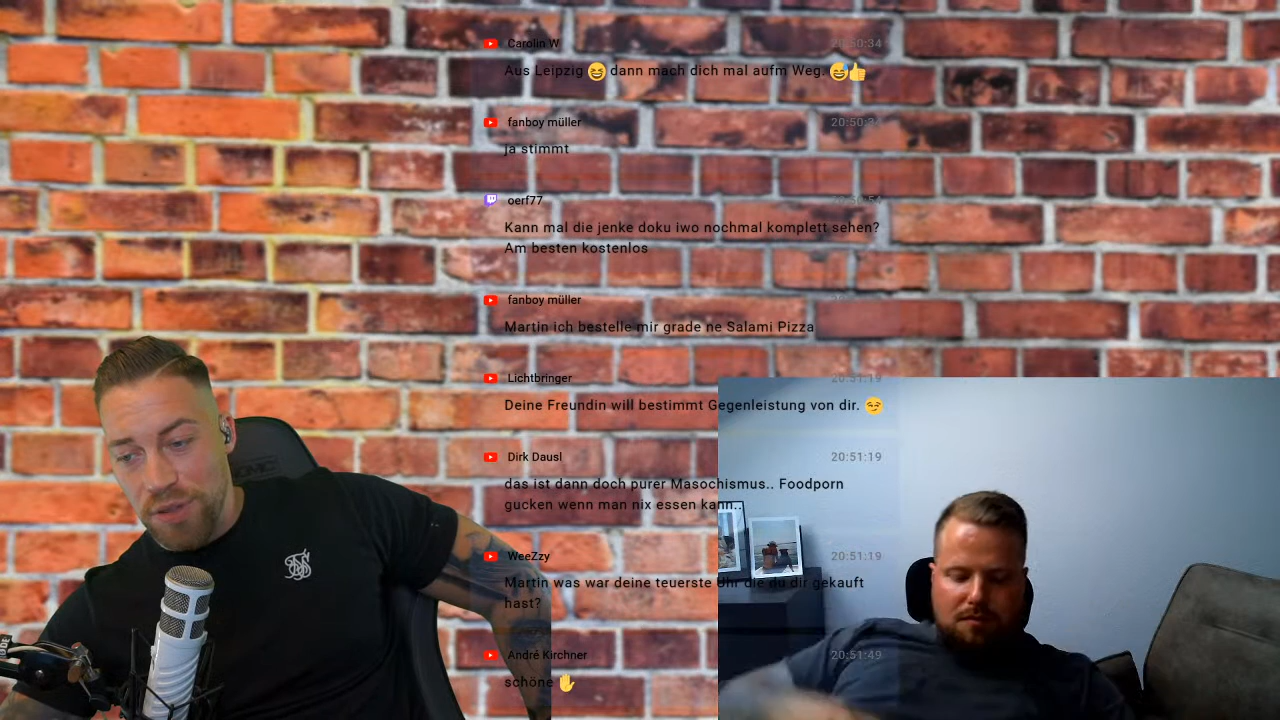 Carolin W 20:50:34
Aus Leipzig 😆 dann mach dich mal aufm Weg. 😅👍
fanboy müller 20:50:34
ja stimmt
oerf77
Kann mal die jenke doku iwo nochmal komplett sehen?
Am besten kostenlos
fanboy müller
Martin ich bestelle mir grade ne Salami Pizza
Lichtbringer 20:51:19
Deine Freundin will bestimmt Gegenleistung von dir. 😏
Dirk Dausl 20:51:19
das ist dann doch purer Masochismus.. Foodporn
gucken wenn man nix essen kann..
WeeZzy 20:51:19
Martin was war deine teuerste Uhr die du dir gekauft
hast?
André Kirchner 20:51:49
schöne ✋